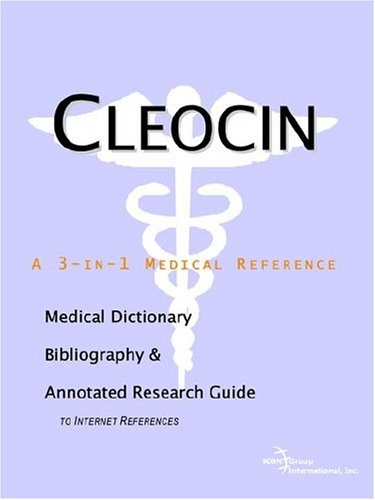 CLEOCIN
A 3-IN-1 MEDICAL REFERENCE
Medical Dictionary
Bibliography &
Annotated Research Guide
TO INTERNET REFERENCES
ICON Group
International, Inc.